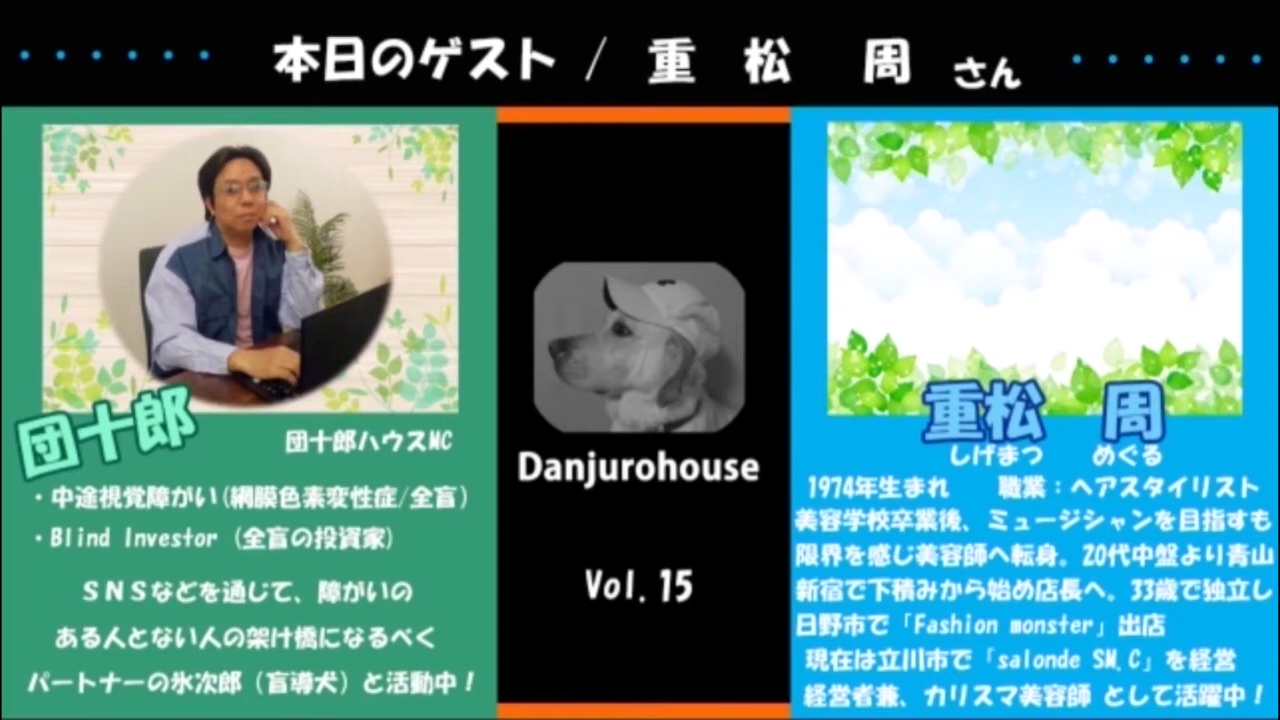 本日のゲスト / 重 松 周 さん
団十郎
団十郎ハウスMC
・中途視覚障がい(網膜色素変性症/全盲)
・Blind Investor (全盲の投資家)
SNSなどを通じて、障がいの
ある人とない人の架け橋になるべく
パートナーの氷次郎(盲導犬)と活動中!
Danjurohouse
Vol. 15
重松 周
しげまつ めぐる
1974年生まれ 職業:ヘアスタイリスト
美容学校卒業後、ミュージシャンを目指すも
限界を感じ美容師へ転身。20代中盤より青山
新宿で下積みから始め店長へ。33歳で独立し
日野市で「Fashion monster」出店
現在は立川市で「salonde SM.C」を経営
経営者兼、カリスマ美容師 として活躍中!